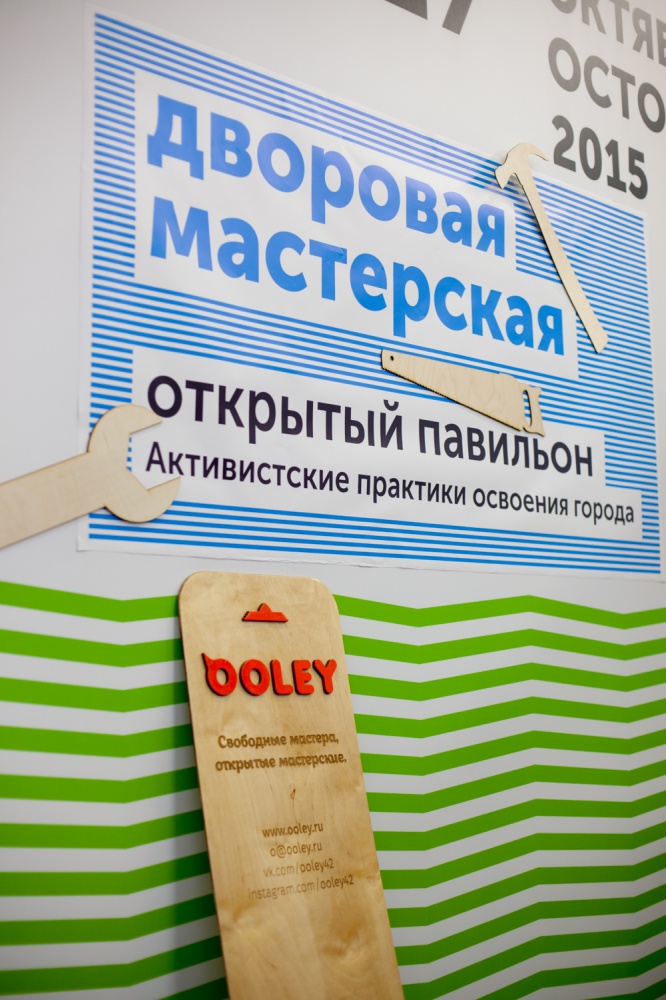 2015
дворовая
мастерская
открытый павильон
Активистские практики освоения города
OOLEY
Свободные мастера,
открытые мастерские.
www.ooley.ru
o@ooley.ru
vk.com/ooley42
instagram.com/ooley42